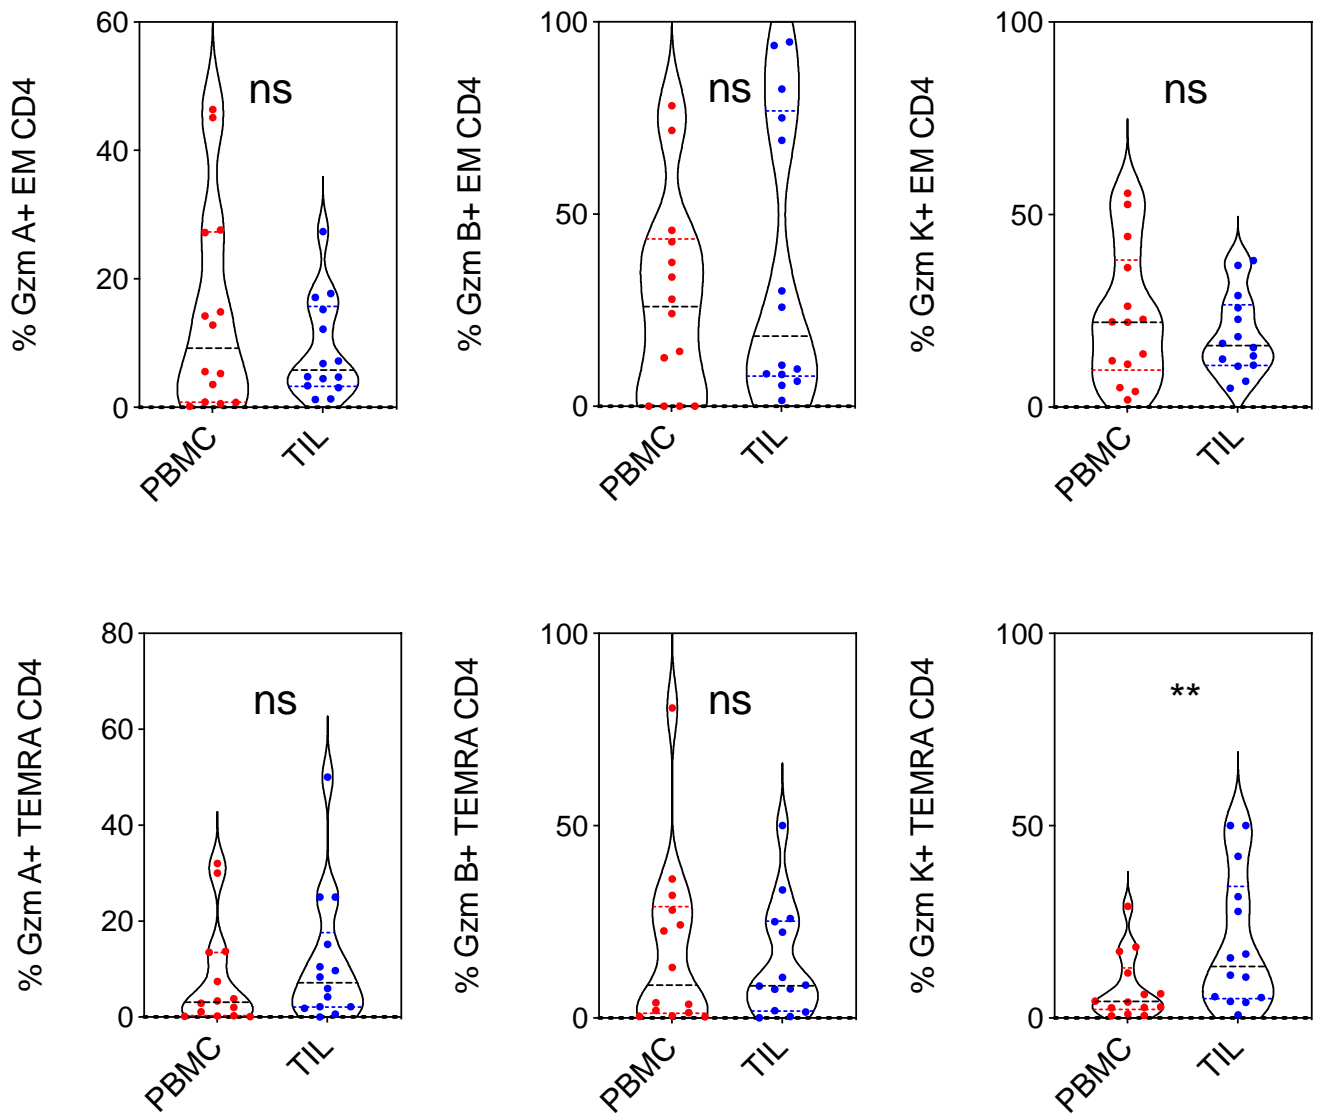 % Gzm A+ EM CD4
60
40
20
0
ns
PBMC
TIL
% Gzm B+ EM CD4
100
50
0
ns
PBMC
TIL
% Gzm K+ EM CD4
100
50
0
ns
PBMC
TIL
% Gzm A+ TEMRA CD4
80
60
40
20
0
ns
PBMC
TIL
% Gzm B+ TEMRA CD4
100
50
0
ns
PBMC
TIL
% Gzm K+ TEMRA CD4
100
50
0
**
PBMC
TIL